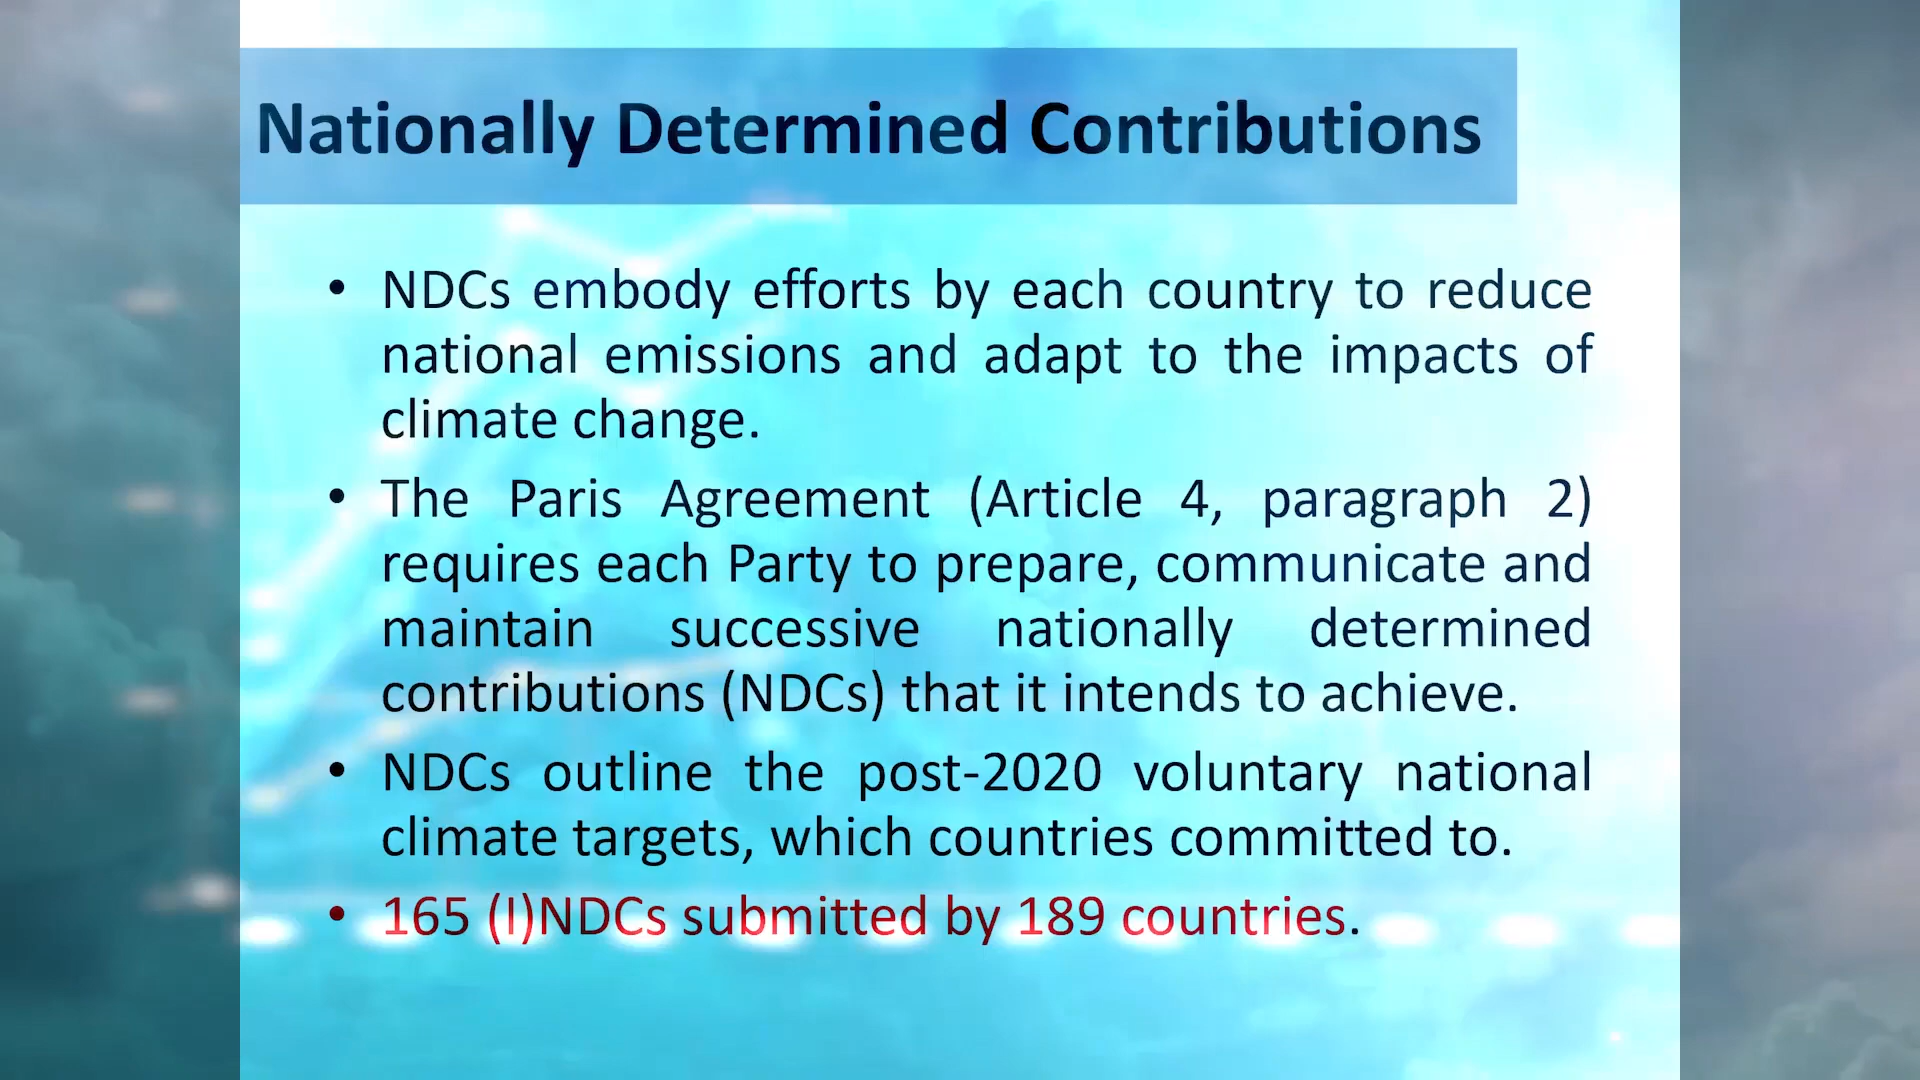 Nationally Determined Contributions
• NDCs embody efforts by each country to reduce
national emissions and adapt to the impacts of
climate change.
• The Paris Agreement (Article 4, paragraph 2)
requires each Party to prepare, communicate and
maintain successive nationally determined
contributions (NDCs) that it intends to achieve.
• NDCs outline the post-2020 voluntary national
climate targets, which countries committed to.
• 165 (I)NDCs submitted by 189 countries.